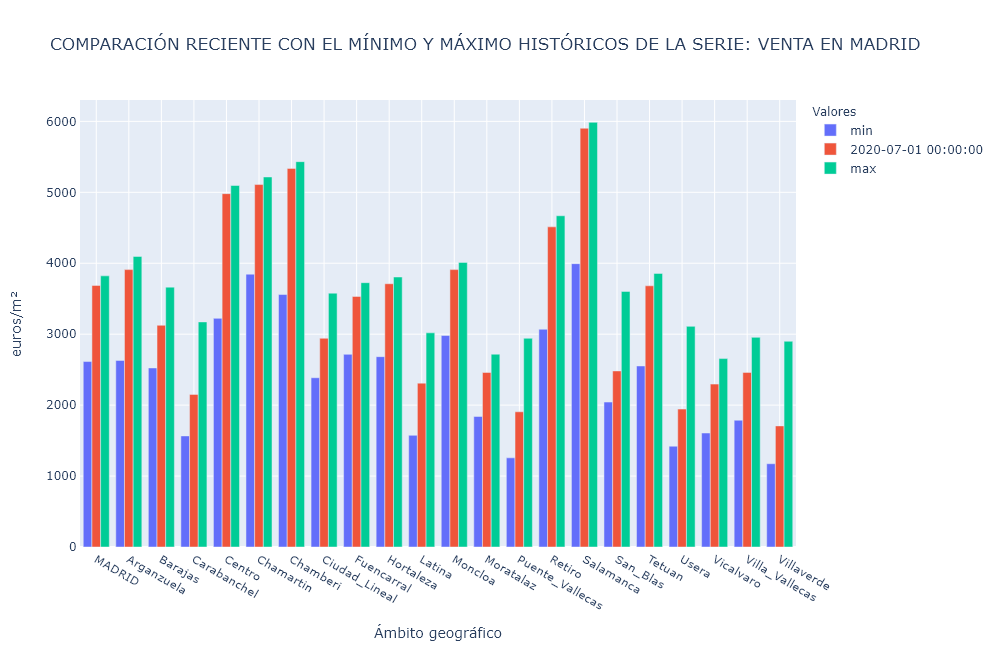 COMPARACIÓN RECIENTE CON EL MÍNIMO Y MÁXIMO HISTÓRICOS DE LA SERIE: VENTA EN MADRID
Valores
min
2020-07-01 00:00:00
max
euros/m²
6000
5000
4000
3000
2000
1000
0
MADRID
Arganzuela
Barajas
Carabanchel
Centro
Chamartin
Chamberi
Ciudad_Lineal
Fuencarral
Hortaleza
Latina
Moncloa
Moratalaz
Puente_Vallecas
Retiro
Salamanca
San_Blas
Tetuan
Usera
Vicalvaro
Villa_Vallecas
Villaverde
Ámbito geográfico